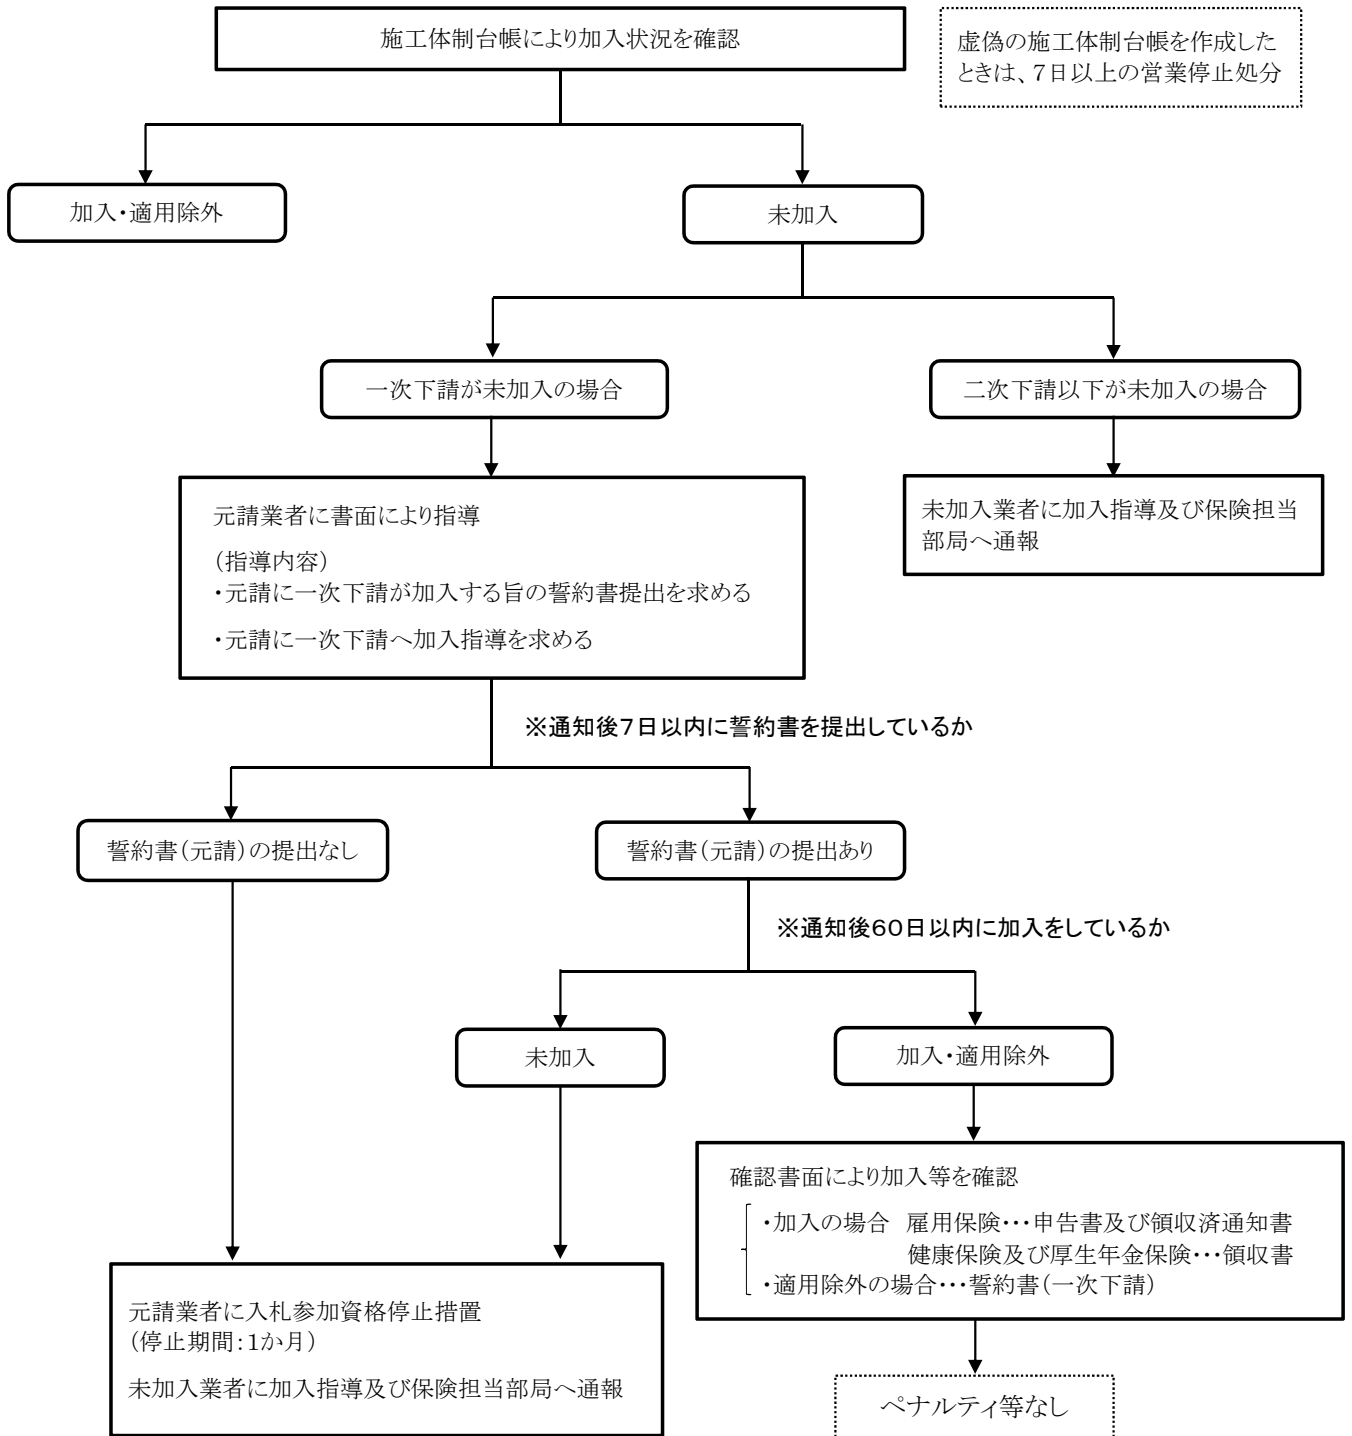 施工体制台帳により加入状況を確認
虚偽の施工体制台帳を作成した
ときは、7日以上の営業停止処分
加入・適用除外
未加入
一次下請が未加入の場合
二次下請以下が未加入の場合
元請業者に書面により指導
(指導内容)
・元請に一次下請が加入する旨の誓約書提出を求める
・元請に一次下請へ加入指導を求める
未加入業者に加入指導及び保険担当
部局へ通報
※通知後7日以内に誓約書を提出しているか
誓約書(元請)の提出なし
誓約書(元請)の提出あり
※通知後60日以内に加入をしているか
未加入
加入・適用除外
確認書面により加入等を確認
・加入の場合 雇用保険・・・申告書及び領収済通知書
健康保険及び厚生年金保険・・・領収書
・適用除外の場合・・・誓約書(一次下請)
元請業者に入札参加資格停止措置
(停止期間:1か月)
未加入業者に加入指導及び保険担当部局へ通報
ペナルティ等なし